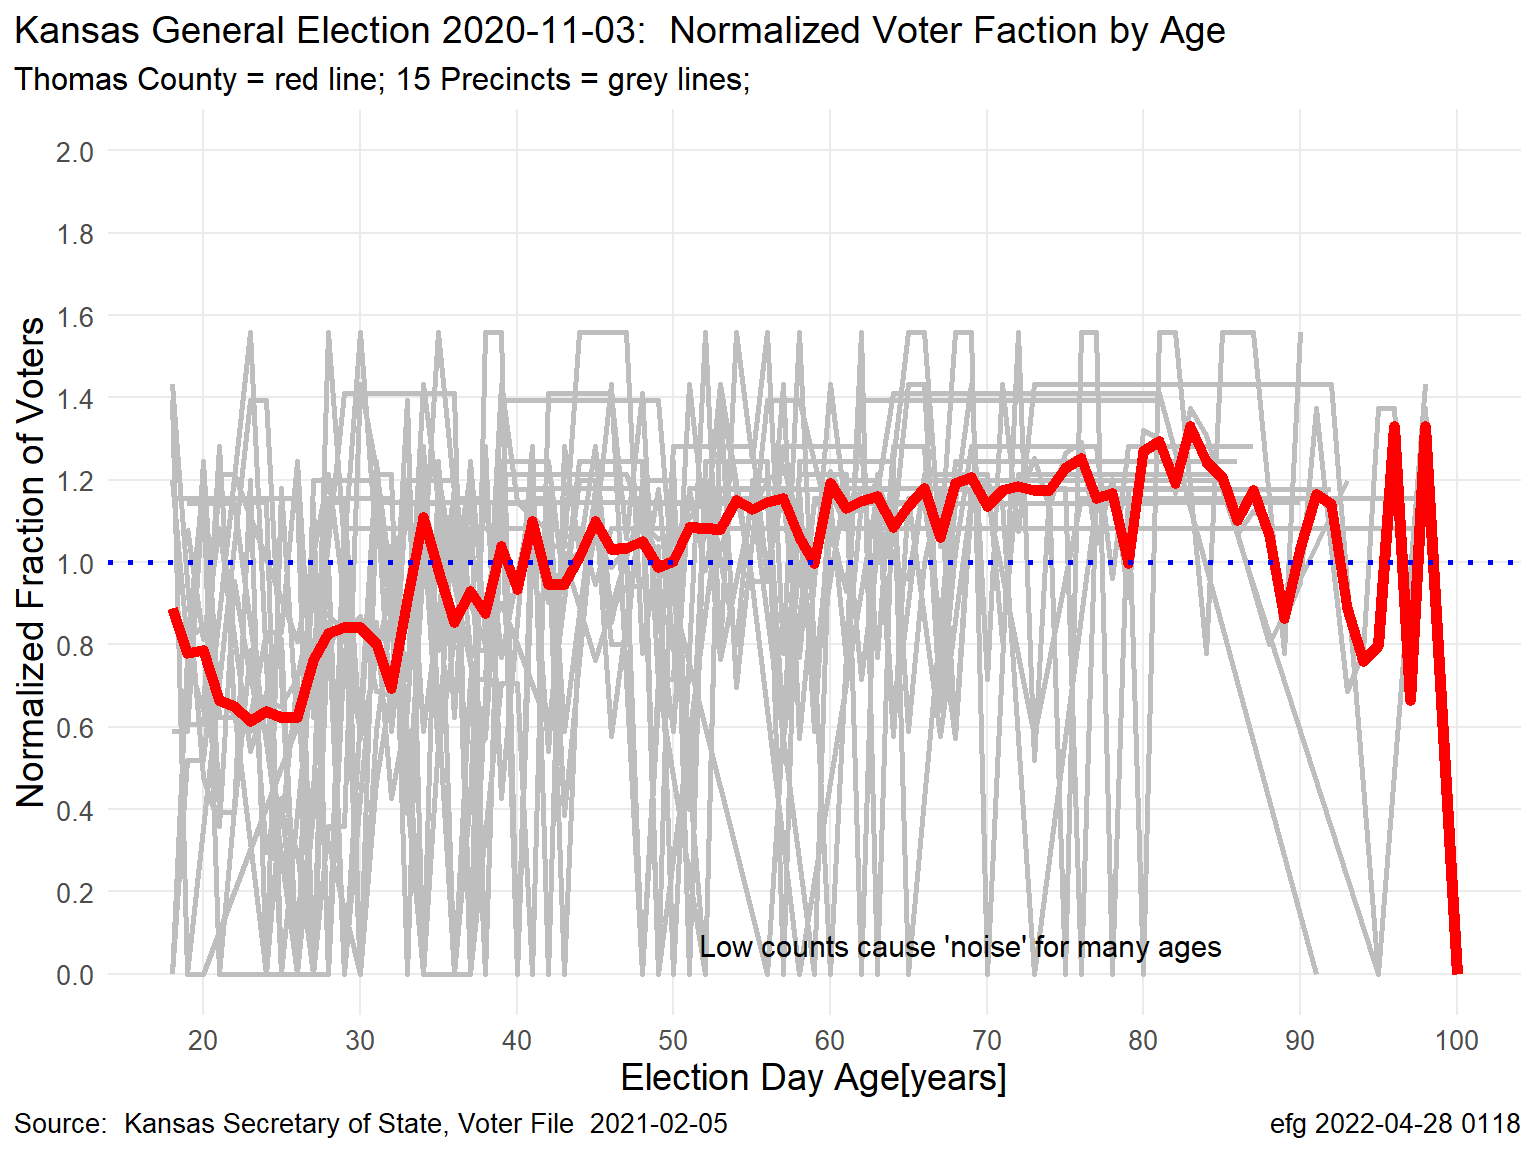 Kansas General Election 2020-11-03:  Normalized Voter Faction by Age
Thomas County = red line; 15 Precincts = grey lines;
Normalized Fraction of Voters
2.0
1.8
1.6
1.4
1.2
1.0
0.8
0.6
0.4
0.2
0.0
Low counts cause 'noise' for many ages
20 30 40 50 60 70 80 90 100
Election Day Age[years]
Source:  Kansas Secretary of State, Voter File  2021-02-05
efg 2022-04-28 0118